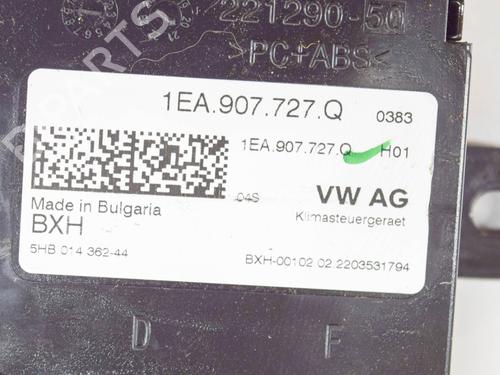 221290-50
>PC+ABS<
1EA.907.727.Q 0383
1EA.907.727.Q H01
04S VW AG
Made in Bulgaria Klimasteuergeraet
BXH
5HB 014 362-44 BXH-00102 02.2203531794
D F